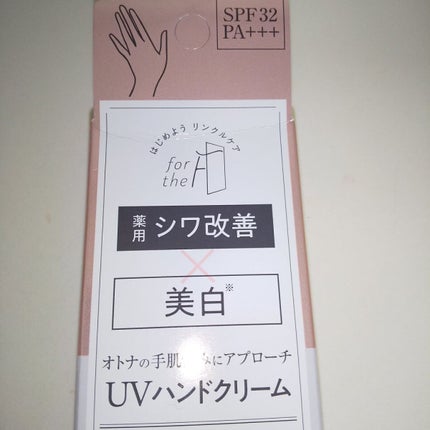 SPF32
PA+++
はじめよう リンクルケア
for
the
薬用 シワ改善
×
美白※
オトナの手肌 みにアプローチ
UVハンドクリーム